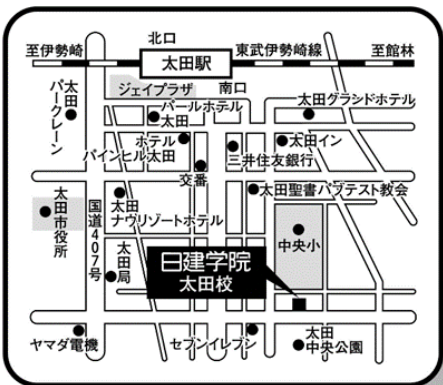 北口
至伊勢崎
太田駅
東武伊勢崎線
至館林
ジェイプラザ
南口
太田
パークレーン
パールホテル
太田
太田グランドホテル
ホテル
パインヒル太田
交番
三井住友銀行
太田イン
太田聖書バプテスト教会
太田
市役所
国道407号
太田
ナウリゾートホテル
太田
局
日建学院
太田校
中央小
ヤマダ電機
セブンイレブン
太田
中央公園